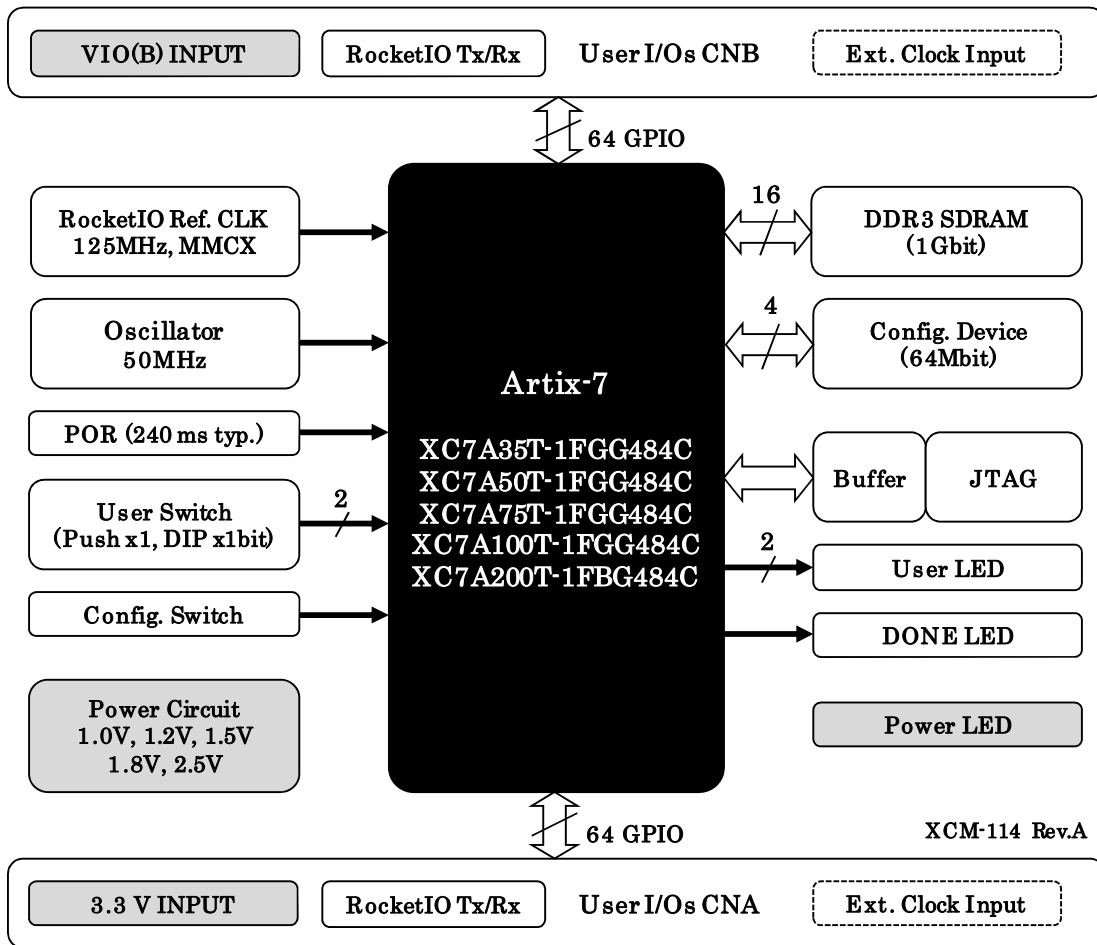 VIO(B) INPUT
RocketIO Tx/Rx
User I/Os CNB
Ext. Clock Input
64 GPIO
RocketIO Ref. CLK
125MHz, MMCX
Oscillator
50MHz
POR (240 ms typ.)
User Switch
(Push x1, DIP x1bit)
2
Config. Switch
Power Circuit
1.0V, 1.2V, 1.5V
1.8V, 2.5V
Artix-7
XC7A35T-1FGG484C
XC7A50T-1FGG484C
XC7A75T-1FGG484C
XC7A100T-1FGG484C
XC7A200T-1FBG484C
16
DDR3 SDRAM
(1Gbit)
4
Config. Device
(64Mbit)
Buffer
JTAG
2
User LED
DONE LED
Power LED
64 GPIO
XCM-114 Rev.A
3.3 V INPUT
RocketIO Tx/Rx
User I/Os CNA
Ext. Clock Input